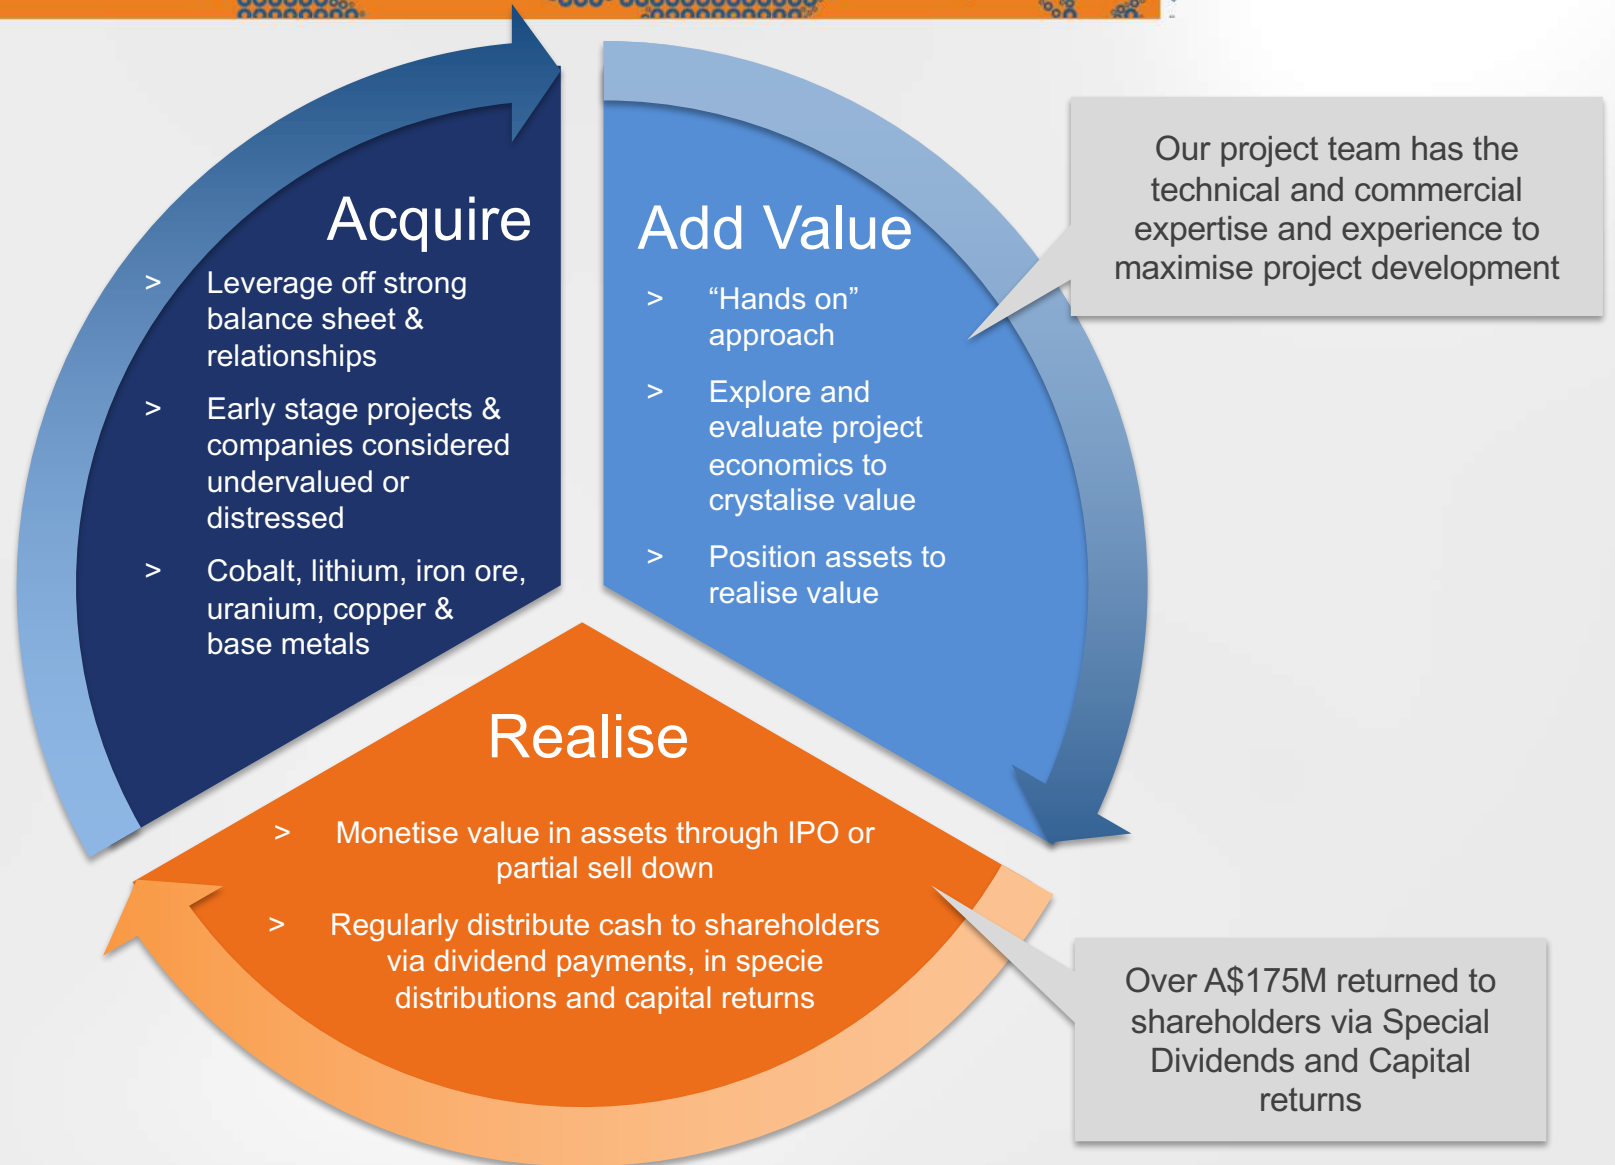 Acquire
> Leverage off strong
balance sheet &
relationships
> Early stage projects &
companies considered
undervalued or
distressed
> Cobalt, lithium, iron ore,
uranium, copper &
base metals
Add Value
> “Hands on”
approach
> Explore and
evaluate project
economics to
crystalise value
> Position assets to
realise value
Our project team has the
technical and commercial
expertise and experience to
maximise project development
Realise
> Monetise value in assets through IPO or
partial sell down
> Regularly distribute cash to shareholders
via dividend payments, in specie
distributions and capital returns
Over A$175M returned to
shareholders via Special
Dividends and Capital
returns